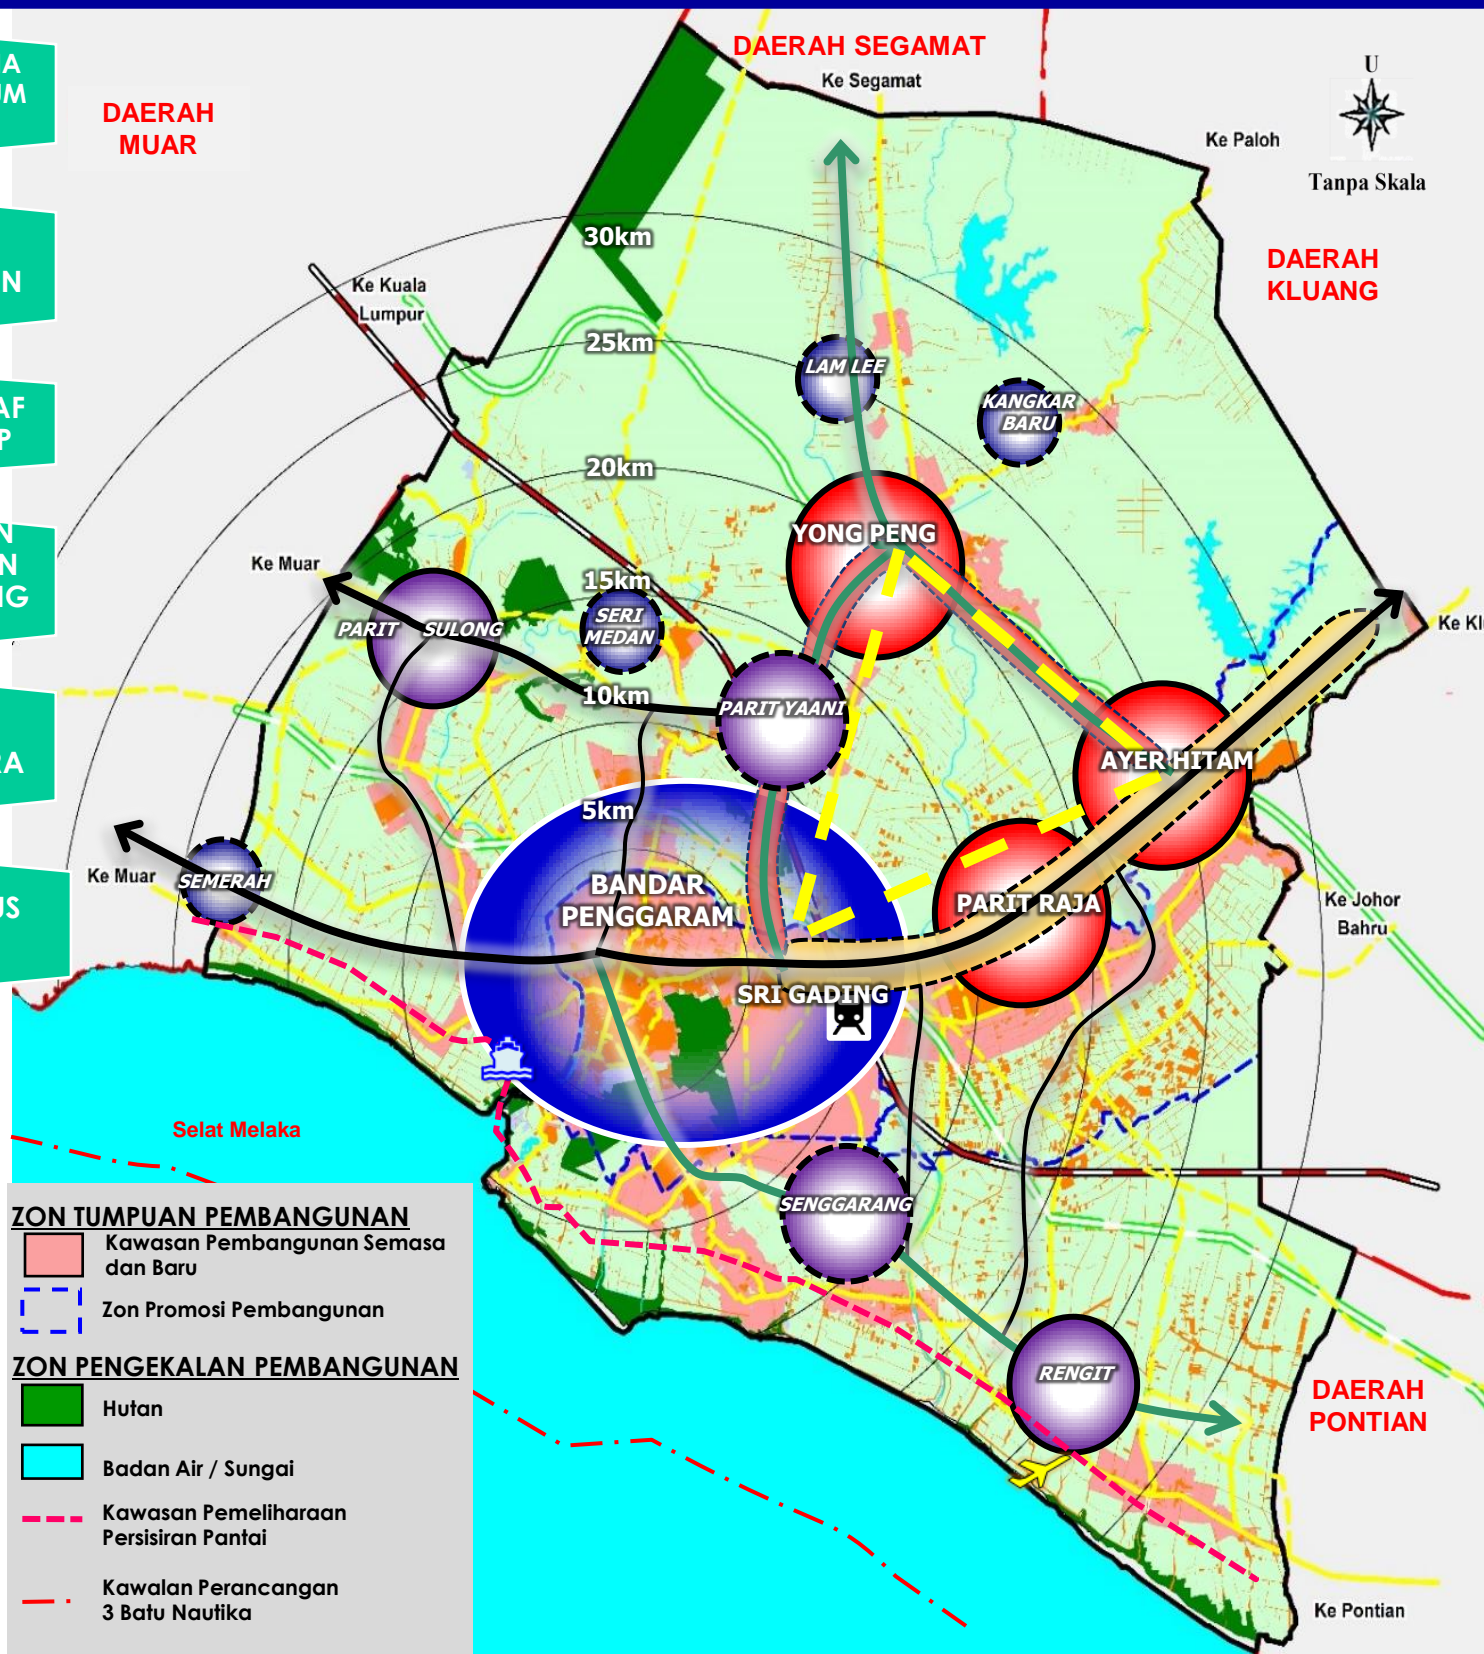 DAERAH SEGAMAT
Ke Segamat
DAERAH
MUAR
U
Tanpa Skala
Ke Paloh
DAERAH
KLUANG
30km
Ke Kuala
Lumpur
25km
LAM LEE
KANGKAR
BARU
20km
YONG PENG
Ke Muar
15km
SERI
MEDAN
PARIT SULONG
10km
PARIT YAANI
AYER HITAM
5km
Ke Muar
SEMERAH
BANDAR
PENGGARAM
PARIT RAJA
Ke Johor
Bahru
SRI GADING
Selat Melaka
SENGGARANG
RENGIT
DAERAH
PONTIAN
Ke Pontian
ZON TUMPUAN PEMBANGUNAN
Kawasan Pembangunan Semasa
dan Baru
Zon Promosi Pembangunan
ZON PENGEKALAN PEMBANGUNAN
Hutan
Badan Air / Sungai
Kawasan Pemeliharaan
Persisiran Pantai
Kawalan Perancangan
3 Batu Nautika